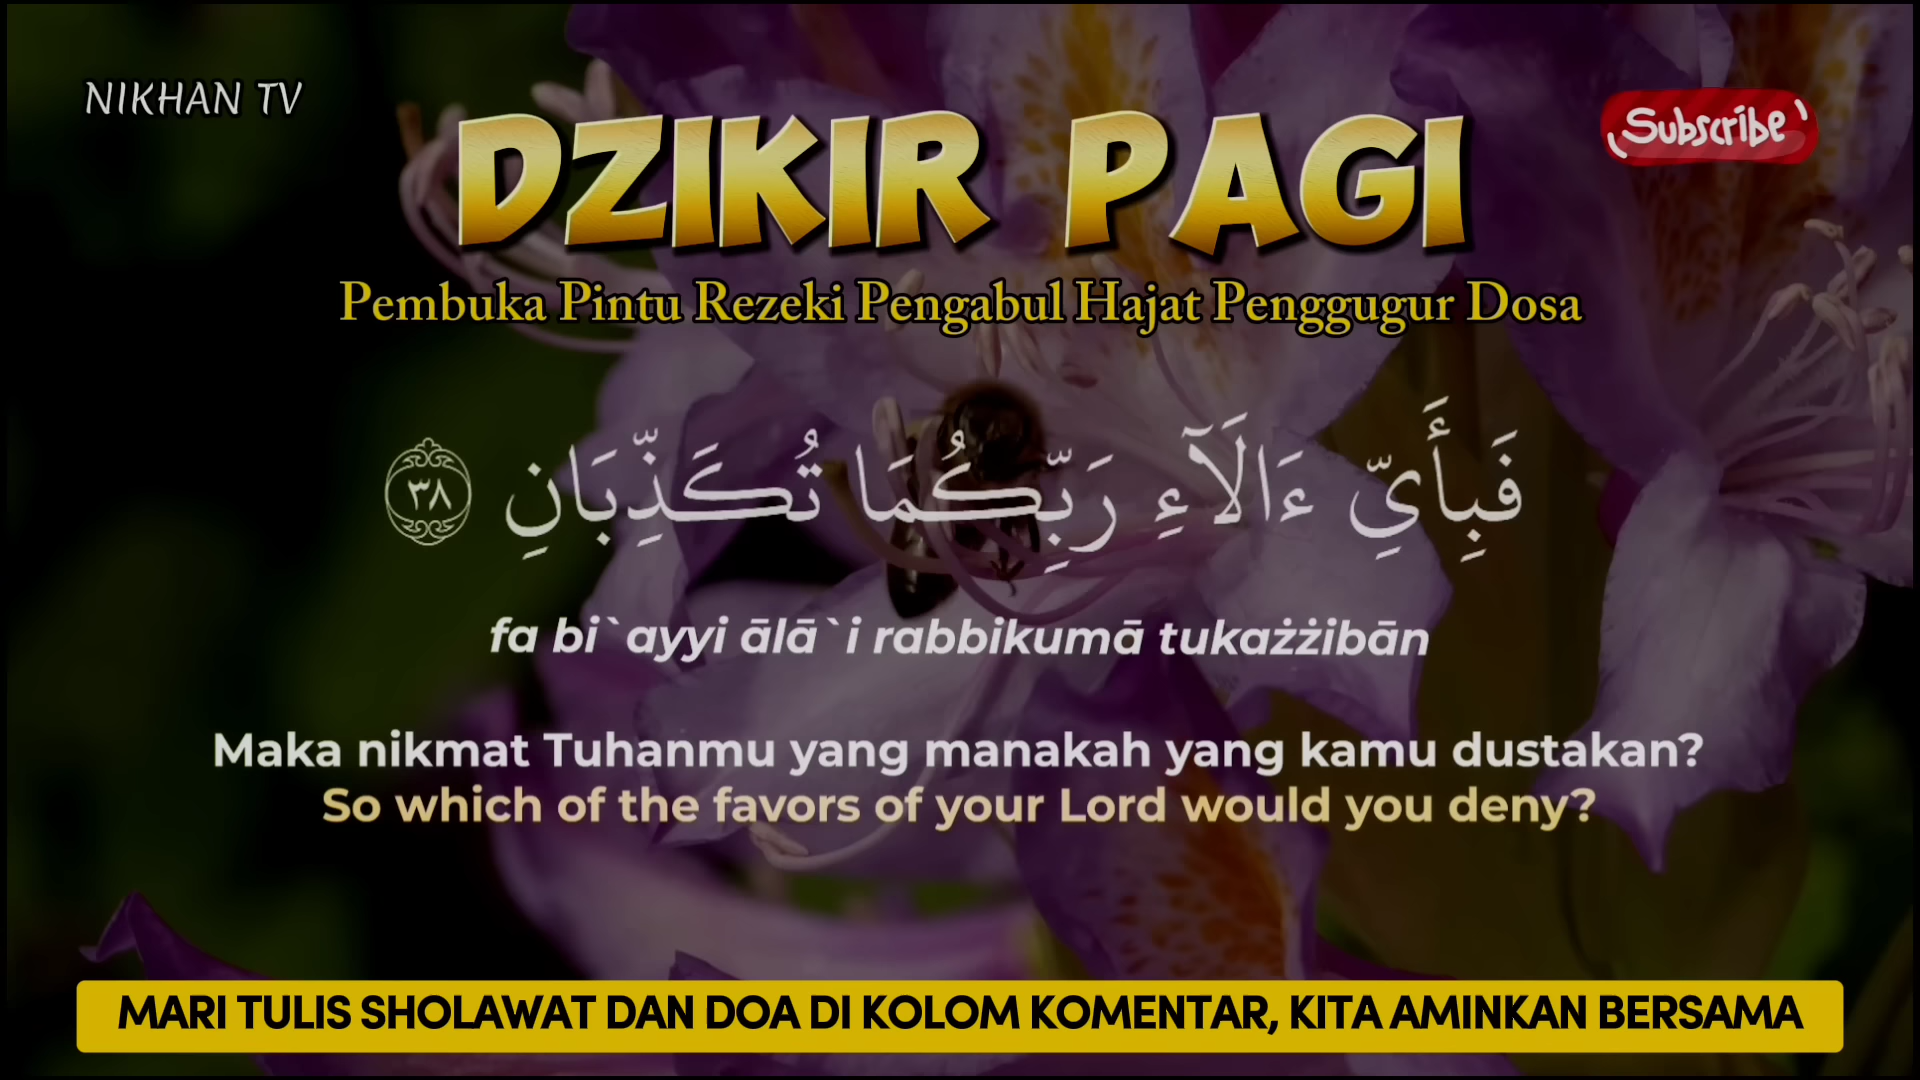 NIKHAN TV
DZIKIR PAGI
Subscribe
Pembuka Pintu Rezeki Pengabul Hajat Penggugur Dosa
فَبِأَيِّ ءَالَآءِ رَبِّكُمَا تُكَذِّبَانِ ٣٨
fa bi`ayyi ālā`i rabbikumā tukażżibān
Maka nikmat Tuhanmu yang manakah yang kamu dustakan?
So which of the favors of your Lord would you deny?
MARI TULIS SHOLAWAT DAN DOA DI KOLOM KOMENTAR, KITA AMINKAN BERSAMA